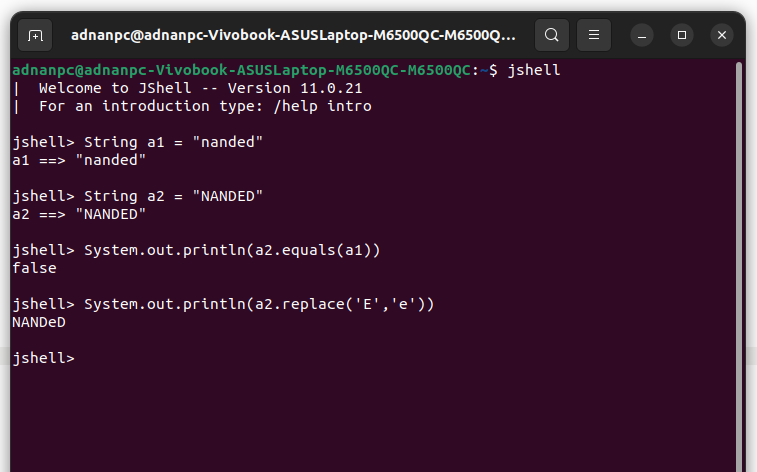 adnanpc@adnanpc-Vivobook-ASUSLaptop-M6500QC-M6500Q...
adnanpc@adnanpc-Vivobook-ASUSLaptop-M6500QC-M6500QC:~$ jshell
|  Welcome to JShell -- Version 11.0.21
|  For an introduction type: /help intro
jshell> String a1 = "nanded"
a1 ==> "nanded"
jshell> String a2 = "NANDED"
a2 ==> "NANDED"
jshell> System.out.println(a2.equals(a1))
false
jshell> System.out.println(a2.replace('E','e'))
NANDeD
jshell>